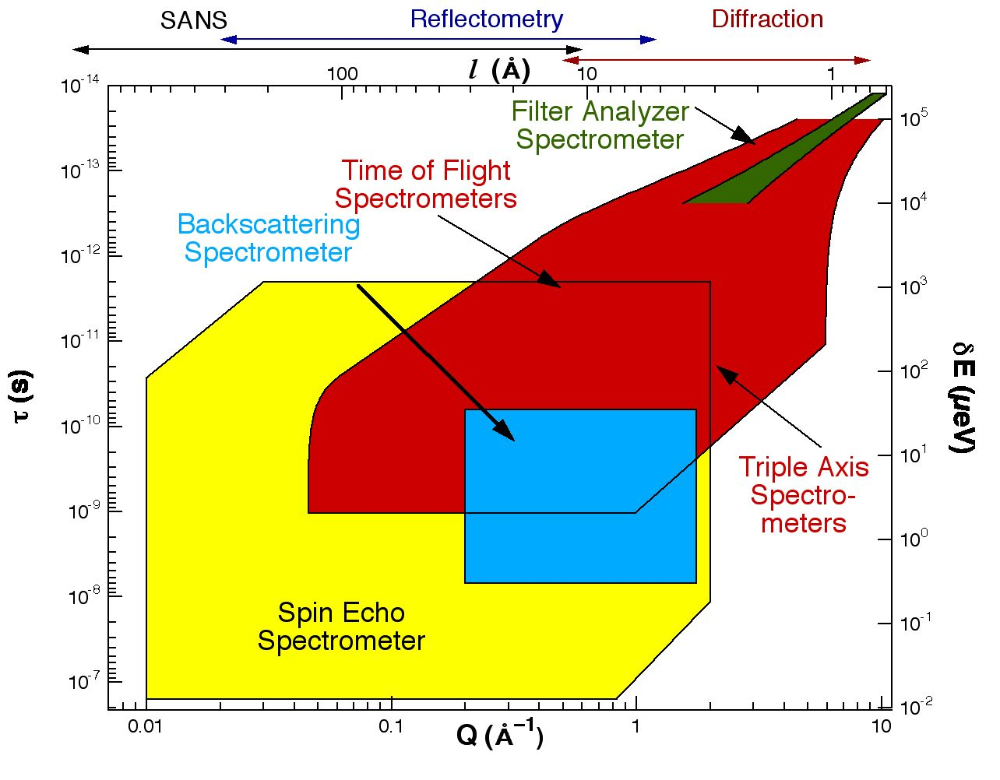 SANS
Reflectometry
Diffraction
l (Å)
100
10
1
10⁻¹⁴
10⁻¹³
10⁻¹²
10⁻¹¹
10⁻¹⁰
10⁻⁹
10⁻⁸
10⁻⁷
τ (s)
Filter Analyzer
Spectrometer
Time of Flight
Spectrometers
Backscattering
Spectrometer
Triple Axis
Spectro-
meters
Spin Echo
Spectrometer
10⁵
10⁴
10³
10²
10¹
10⁰
10⁻¹
10⁻²
δE (μeV)
0.01
0.1
1
10
Q (Å⁻¹)